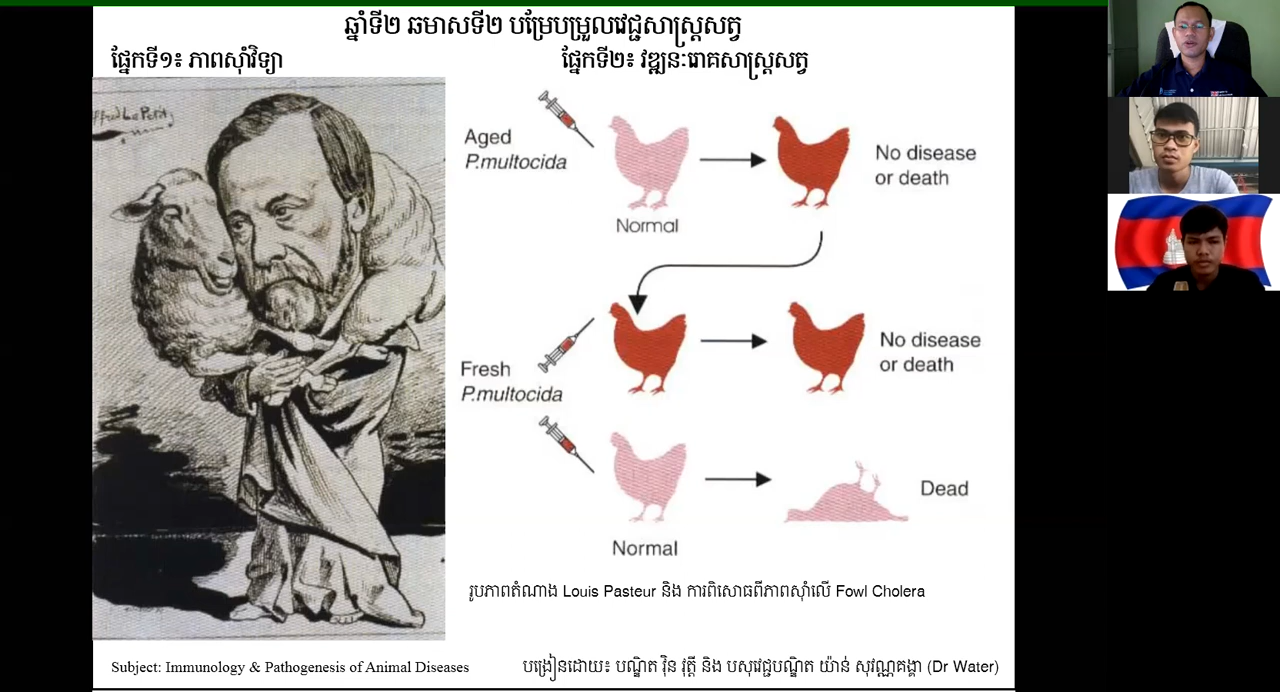 ឆ្នាំទី២ ឆមាសទី២ បម្រែបម្រួលវេជ្ជសាស្ត្រសត្វ
ផ្នែកទី១៖ ភាពស៊ាំវិទ្យា
ផ្នែកទី២៖ វឌ្ឍនៈរោគសាស្ត្រសត្វ
Aged
P.multocida
Normal
No disease
or death
Fresh
P.multocida
No disease
or death
Normal
Dead
រូបភាពតំណាង Louis Pasteur និង ការពិសោធពីភាពស៊ាំលើ Fowl Cholera
Subject: Immunology & Pathogenesis of Animal Diseases
បង្រៀនដោយ៖ បណ្ឌិត រ៉ិន វុត្តី និង បសុវេជ្ជបណ្ឌិត យ៉ាន់ សុវណ្ណគង្គា (Dr Water)